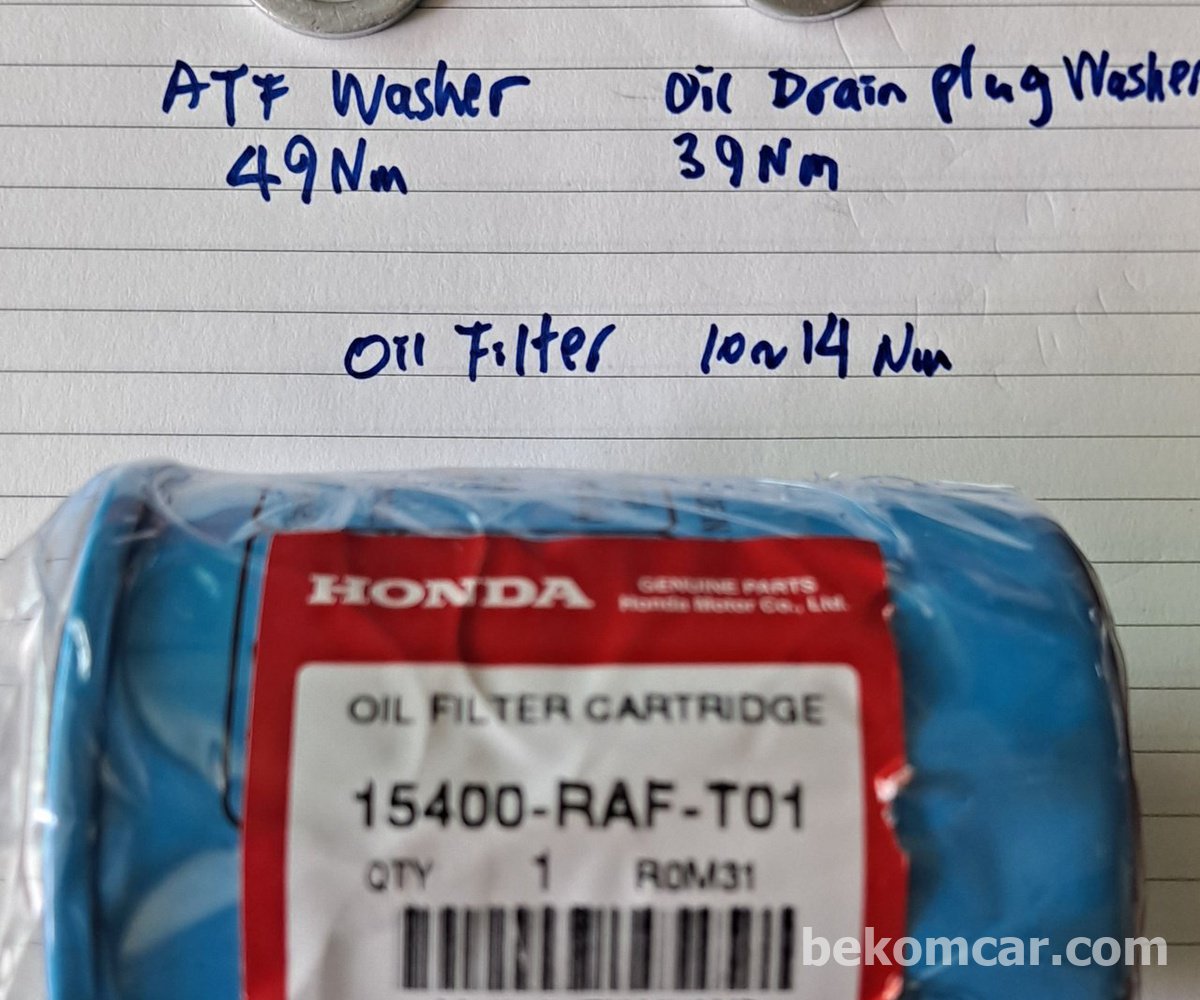 ATF Washer
49Nm
Oil Drain plug Washer
39Nm
Oil Filter 10~14 Nm
HONDA
GENUINE PARTS
Honda Motor Co., Ltd.
OIL FILTER CARTRIDGE
15400-RAF-T01
QTY 1 R0M31
bekomcar.com